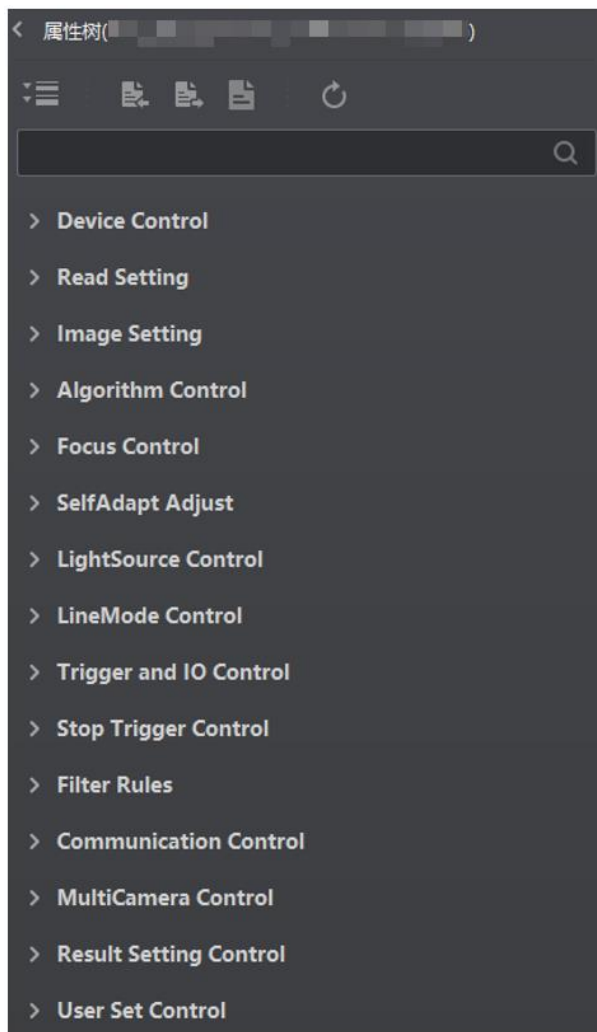 属性树( )
Device Control
Read Setting
Image Setting
Algorithm Control
Focus Control
SelfAdapt Adjust
LightSource Control
LineMode Control
Trigger and IO Control
Stop Trigger Control
Filter Rules
Communication Control
MultiCamera Control
Result Setting Control
User Set Control